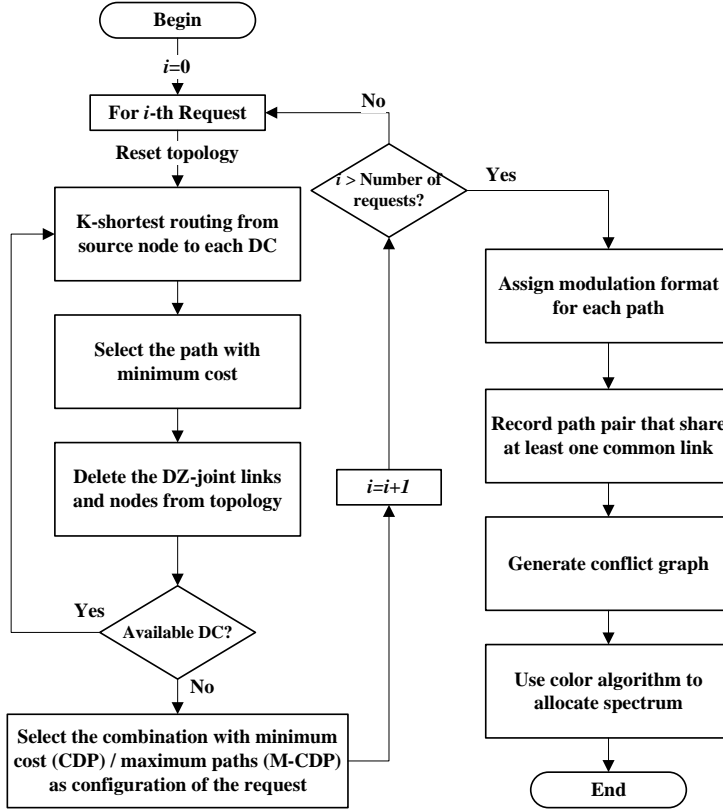 Begin
i=0
For i-th Request
Reset topology
K-shortest routing from
source node to each DC
Select the path with
minimum cost
Delete the DZ-joint links
and nodes from topology
Yes
Available DC?
No
Select the combination with minimum
cost (CDP) / maximum paths (M-CDP)
as configuration of the request
i=i+1
No
i > Number of
requests?
Yes
Assign modulation format
for each path
Record path pair that share
at least one common link
Generate conflict graph
Use color algorithm to
allocate spectrum
End